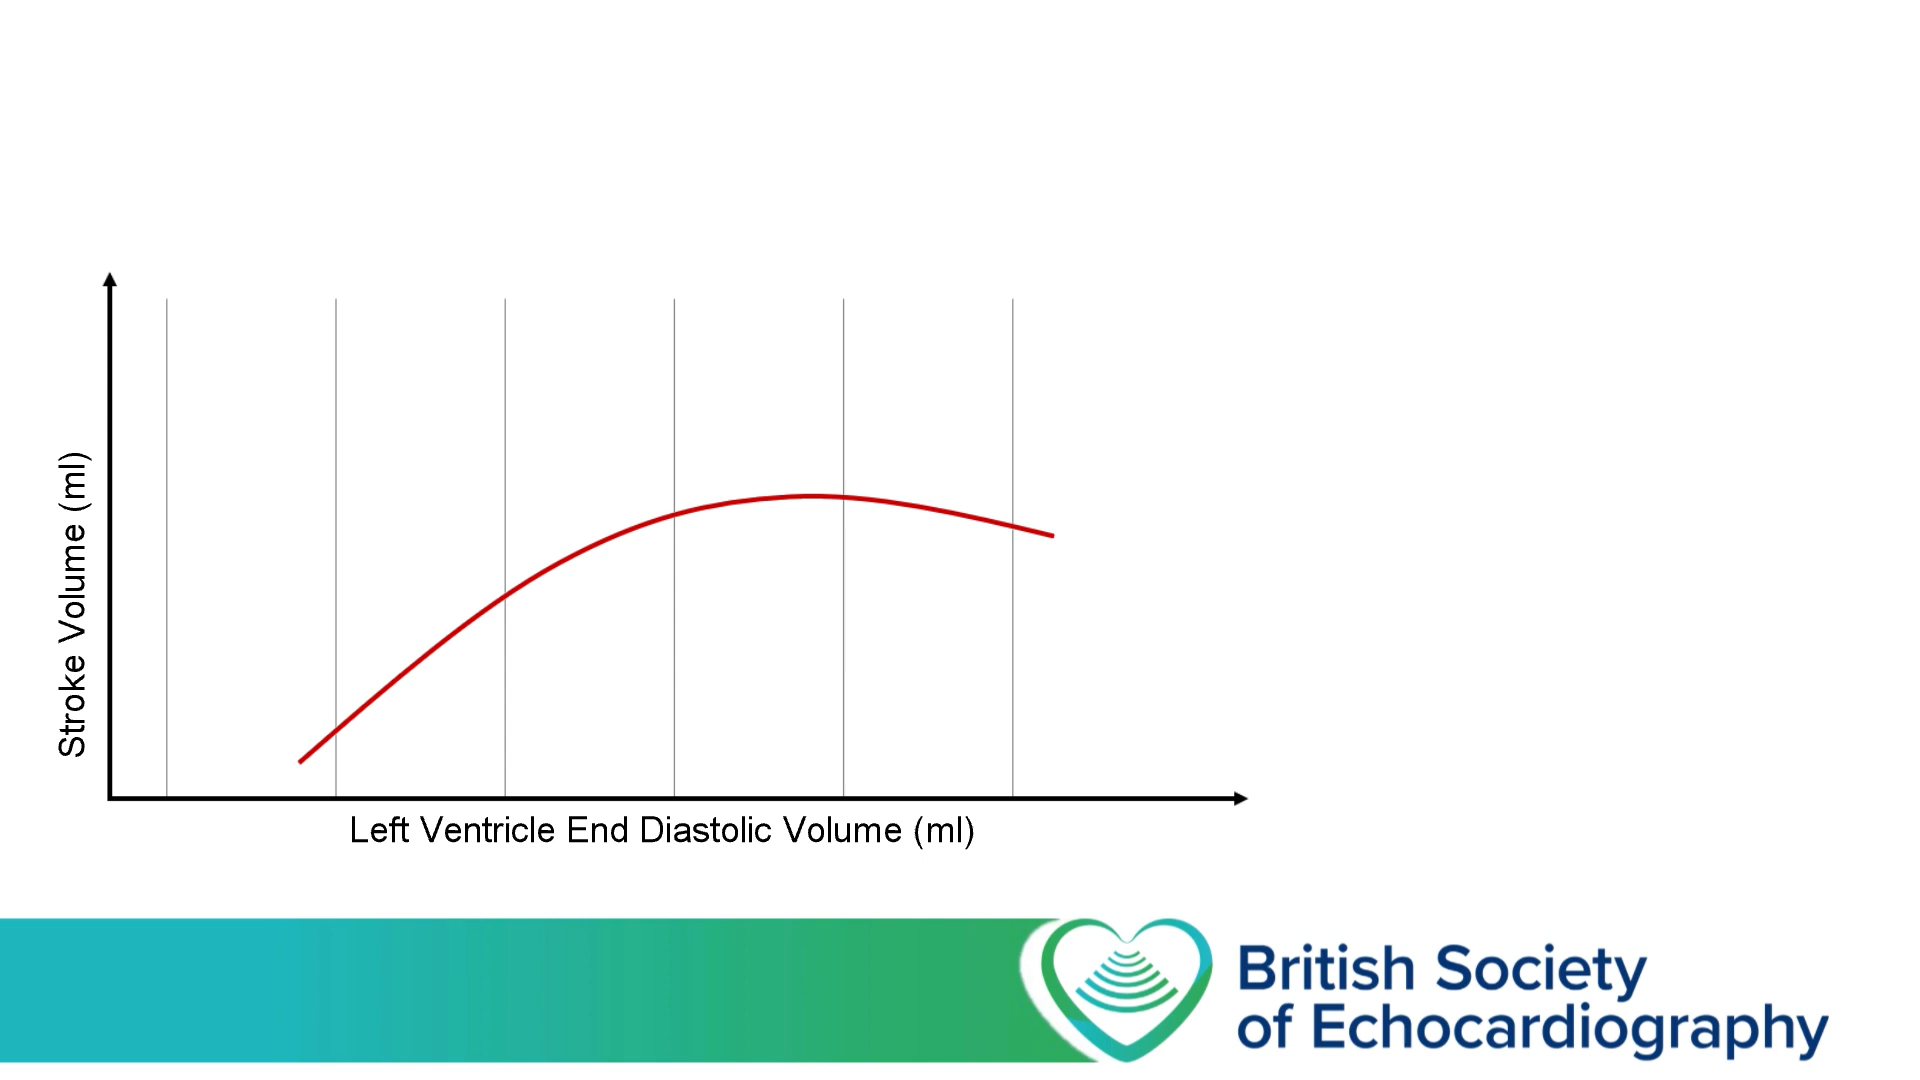 Stroke Volume (ml)
Left Ventricle End Diastolic Volume (ml)
British Society
of Echocardiography